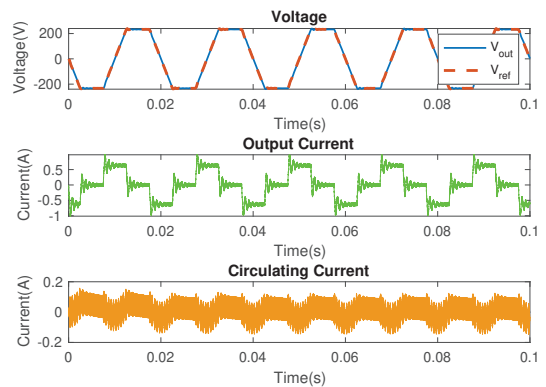 Voltage
Voltage(V)
200
0
-200
V_out
V_ref
0 0.02 0.04 0.06 0.08 0.1
Time(s)
Output Current
Current(A)
0.5
0
-0.5
1
0 0.02 0.04 0.06 0.08 0.1
Time(s)
Circulating Current
Current(A)
0.2
0
-0.2
0 0.02 0.04 0.06 0.08 0.1
Time(s)